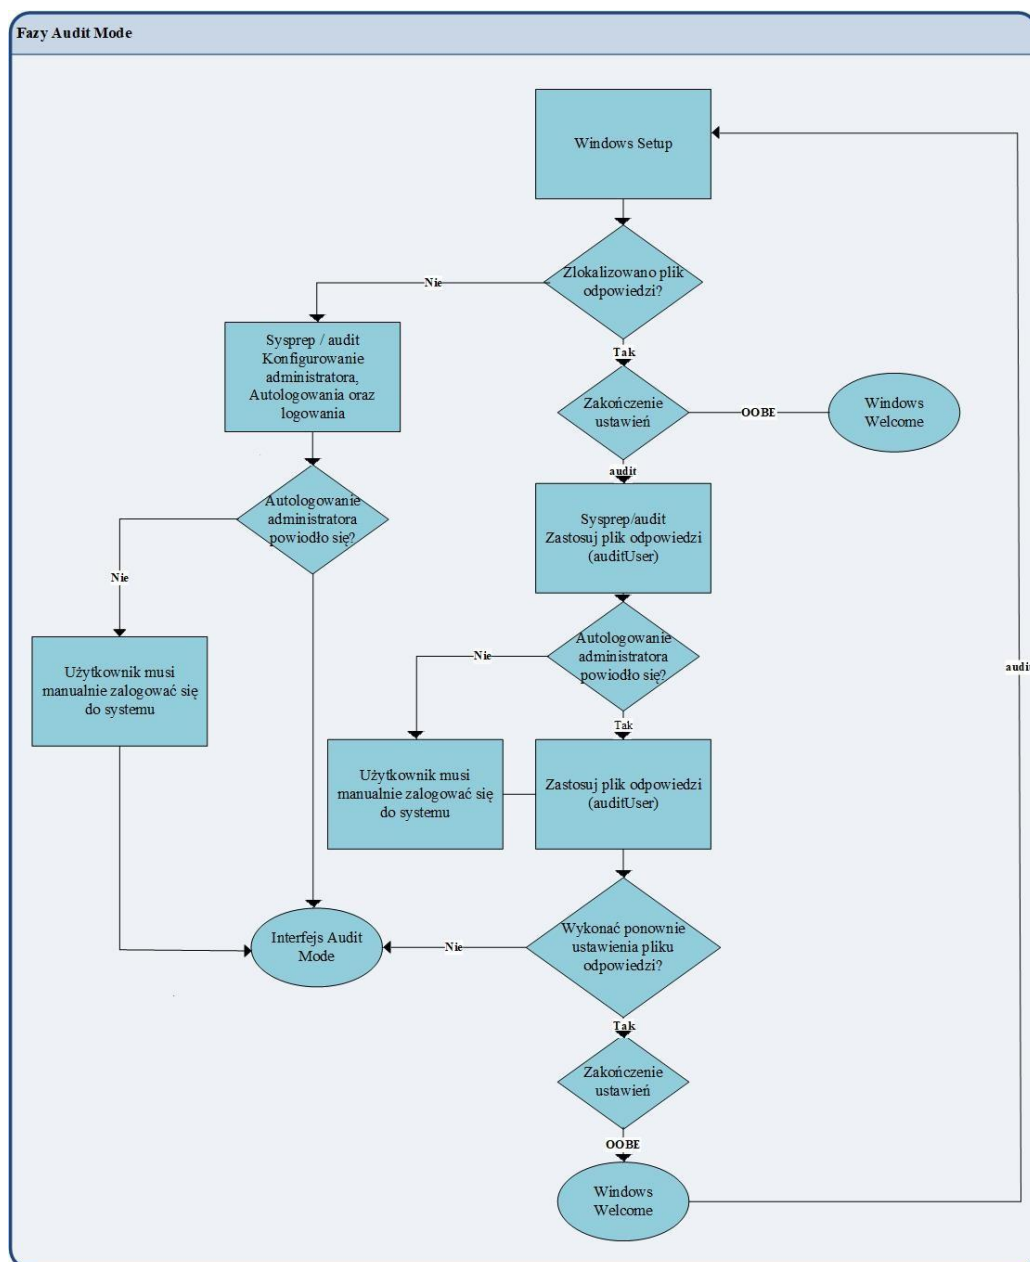 Fazy Audit Mode
Windows Setup
Zlokalizowano plik
odpowiedzi?
Nie
Sysprep / audit
Konfigurowanie
administratora,
Autologowania oraz
logowania
Tak
Zakończenie
ustawień
OOBE
Windows
Welcome
audit
Autologowanie
administratora
powiodło się?
Sysprep/audit
Zastosuj plik odpowiedzi
(auditUser)
Nie
Użytkownik musi
manualnie zalogować się
do systemu
Autologowanie
administratora
powiodło się?
Nie
audit
Tak
Użytkownik musi
manualnie zalogować się
do systemu
Zastosuj plik odpowiedzi
(auditUser)
Interfejs Audit
Mode
Nie
Wykonać ponownie
ustawienia pliku
odpowiedzi?
Tak
Zakończenie
ustawień
OOBE
Windows
Welcome